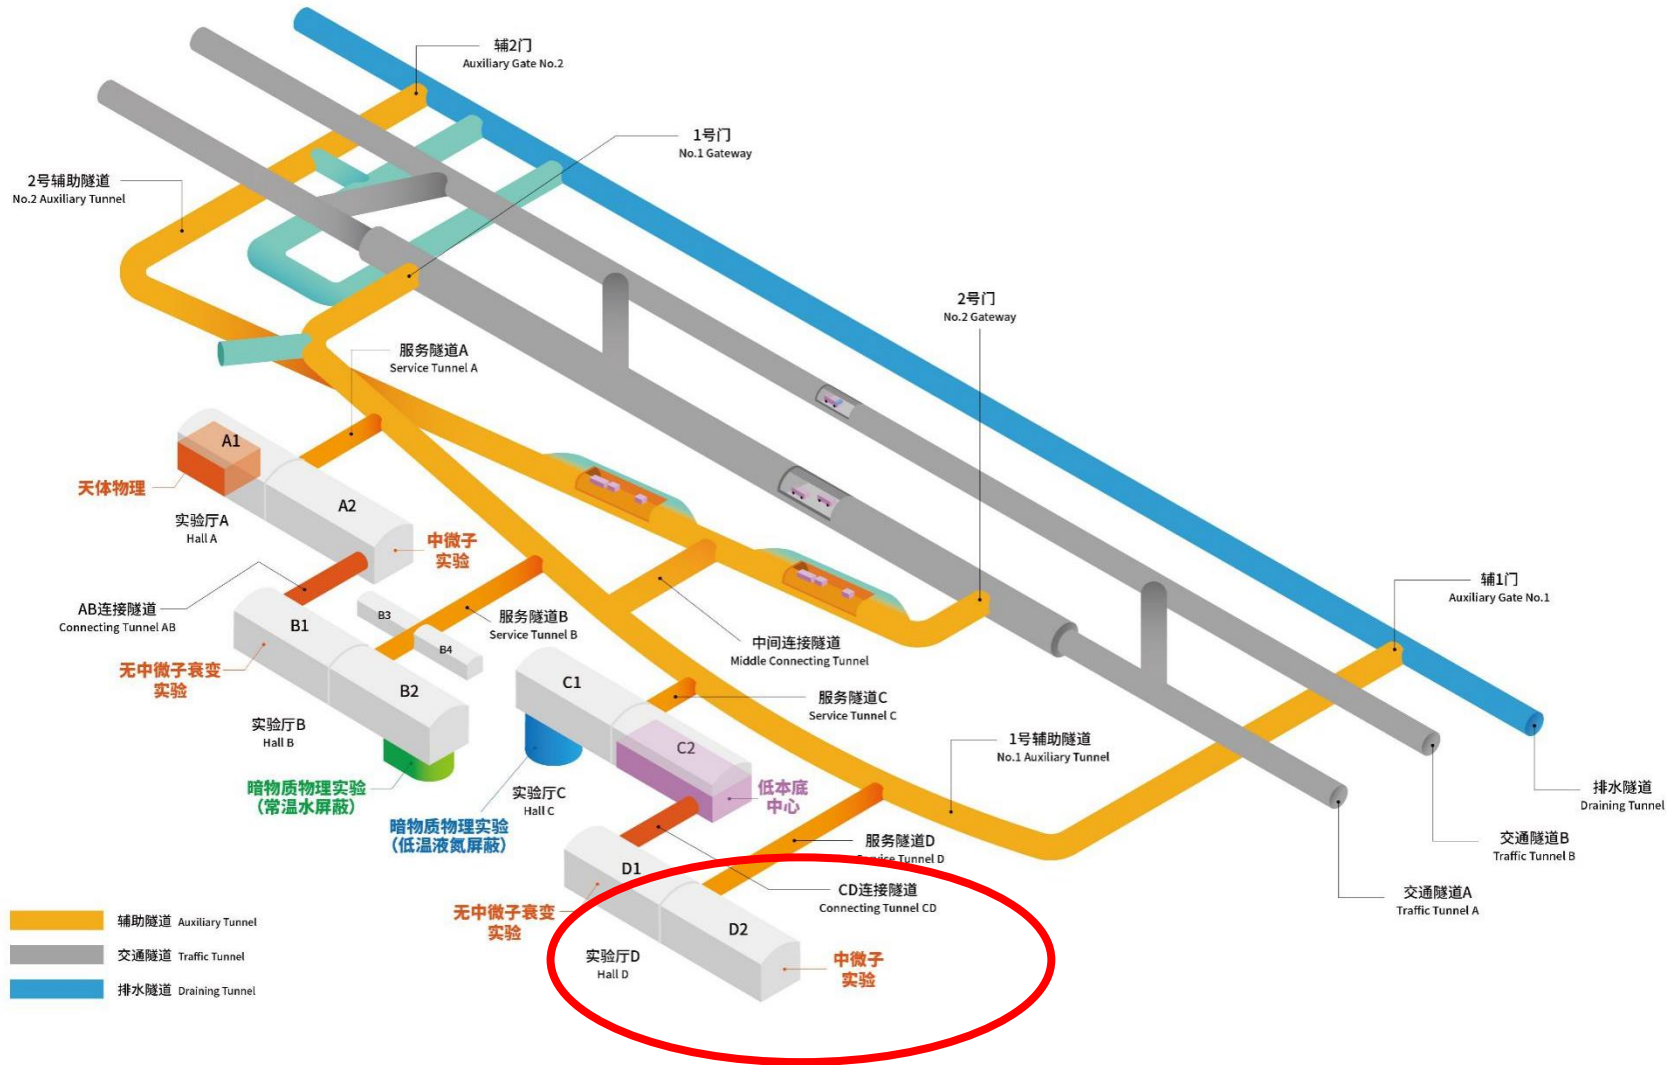 辅2门
Auxiliary Gate No.2
1号门
No.1 Gateway
2号辅助隧道
No.2 Auxiliary Tunnel
2号门
No.2 Gateway
服务隧道A
Service Tunnel A
A1
天体物理
A2
实验厅A
Hall A
中微子
实验
辅1门
Auxiliary Gate No.1
AB连接隧道
Connecting Tunnel AB
B1
B3
B4
服务隧道B
Service Tunnel B
中间连接隧道
Middle Connecting Tunnel
无中微子衰变
实验
B2
C1
服务隧道C
Service Tunnel C
实验厅B
Hall B
C2
1号辅助隧道
No.1 Auxiliary Tunnel
暗物质物理实验
（常温水屏蔽）
实验厅C
Hall C
低本底
中心
排水隧道
Draining Tunnel
暗物质物理实验
（低温液氮屏蔽）
服务隧道D
Service Tunnel D
交通隧道B
Traffic Tunnel B
D1
CD连接隧道
Connecting Tunnel CD
交通隧道A
Traffic Tunnel A
无中微子衰变
实验
D2
实验厅D
Hall D
中微子
实验
辅助隧道 Auxiliary Tunnel
交通隧道 Traffic Tunnel
排水隧道 Draining Tunnel